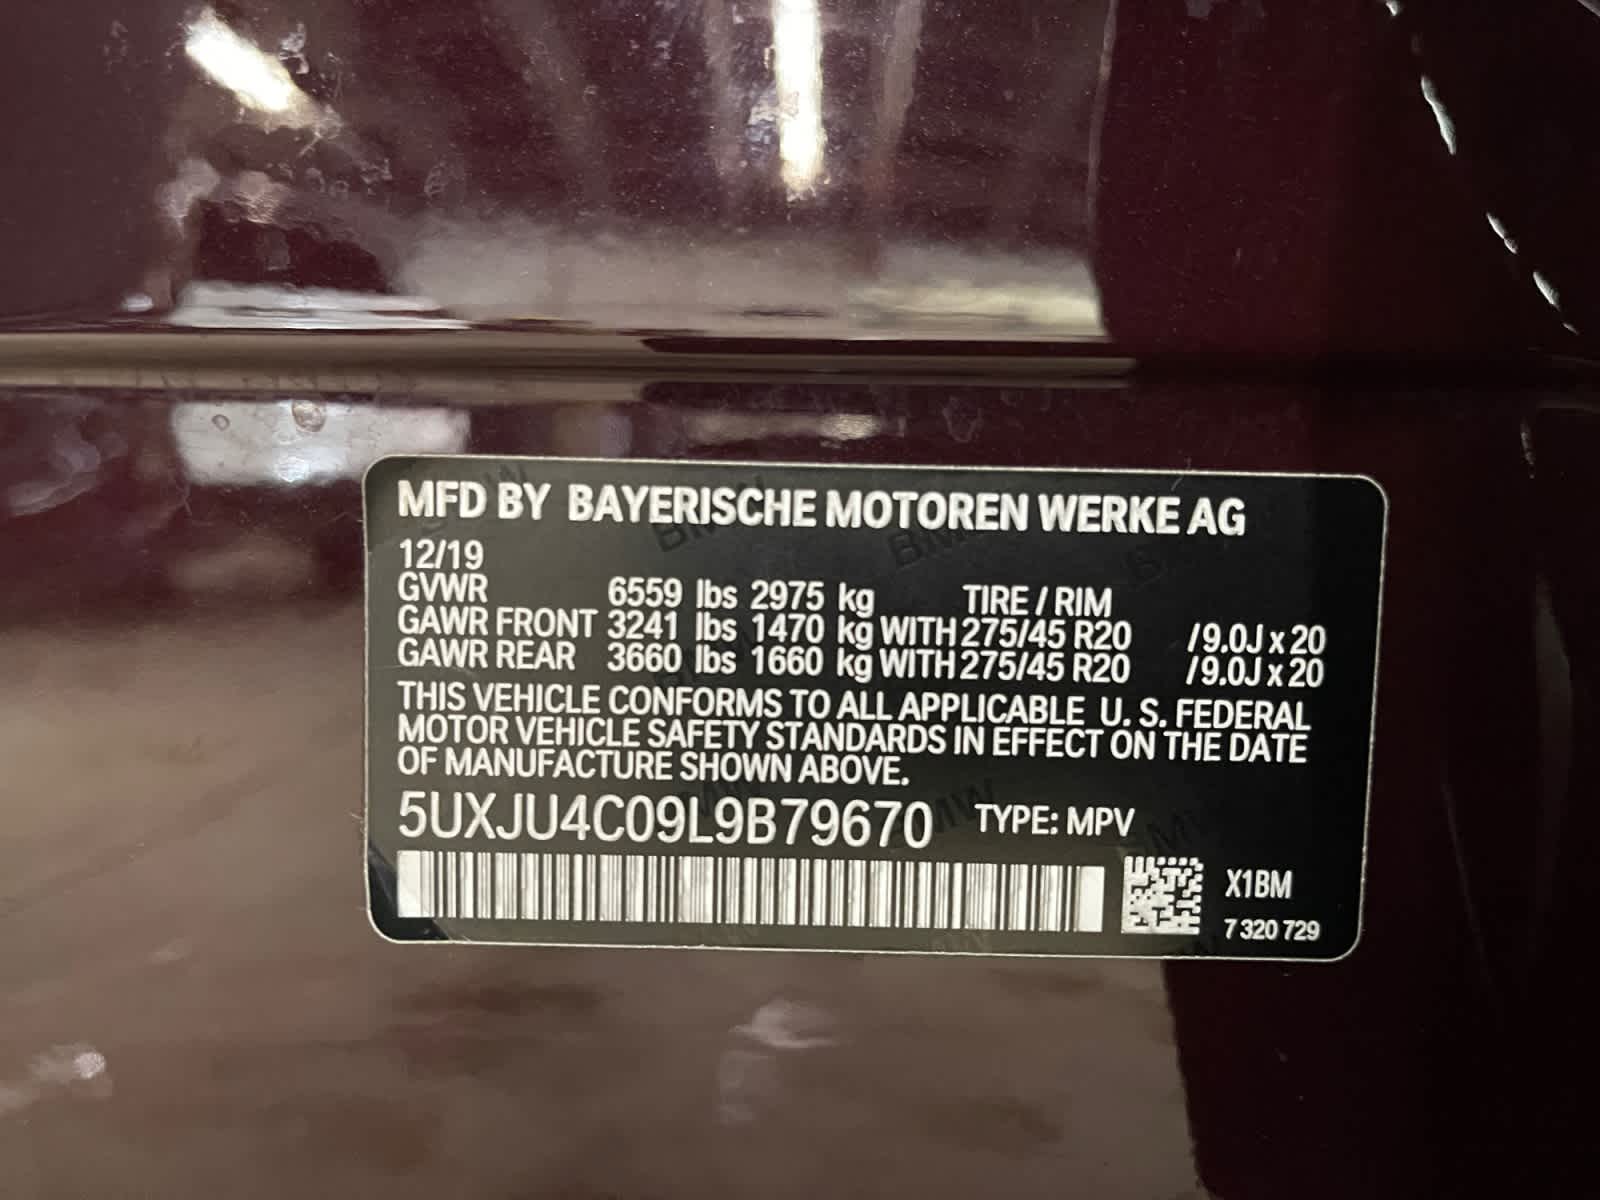 MFD BY BAYERISCHE MOTOREN WERKE AG
12/19
GVWR 6559 lbs 2975 kg TIRE / RIM
GAWR FRONT 3241 lbs 1470 kg WITH 275/45 R20 /9.0J x 20
GAWR REAR 3660 lbs 1660 kg WITH 275/45 R20 /9.0J x 20
THIS VEHICLE CONFORMS TO ALL APPLICABLE U. S. FEDERAL
MOTOR VEHICLE SAFETY STANDARDS IN EFFECT ON THE DATE
OF MANUFACTURE SHOWN ABOVE.
5UXJU4C09L9B79670 TYPE: MPV
X1BM
7 320 729